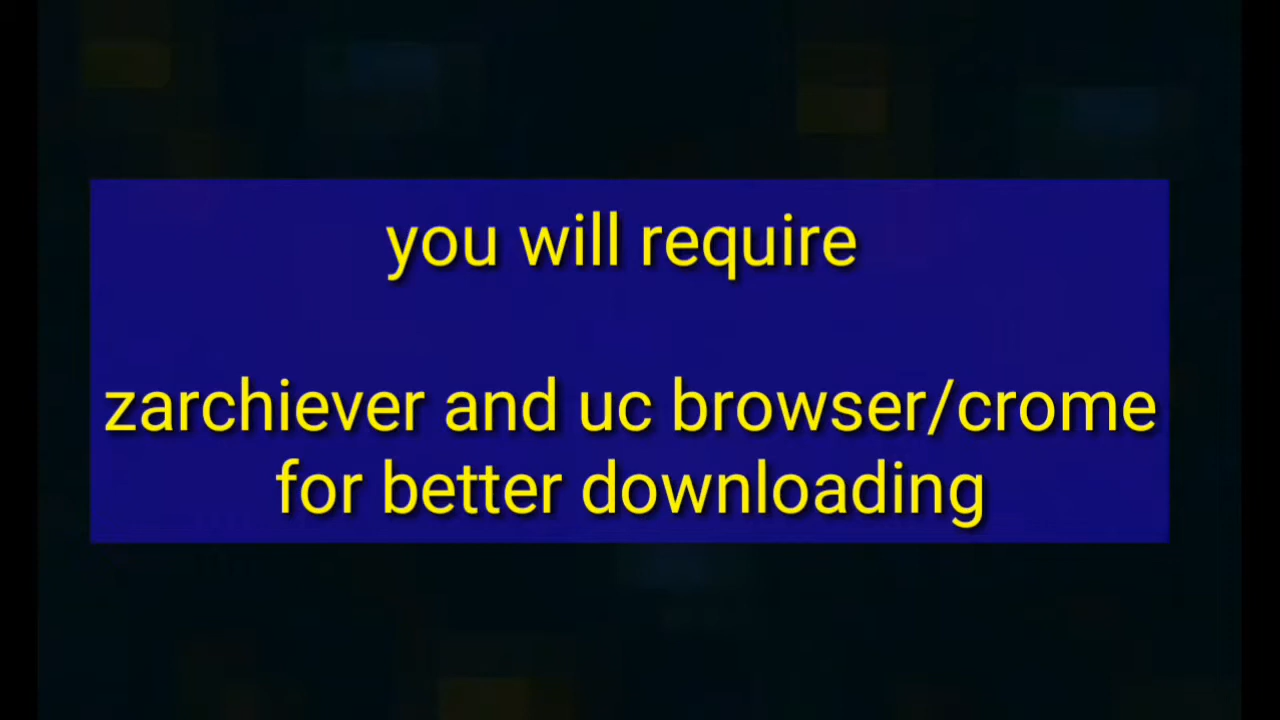 you will require
zarchiever and uc browser/crome
for better downloading